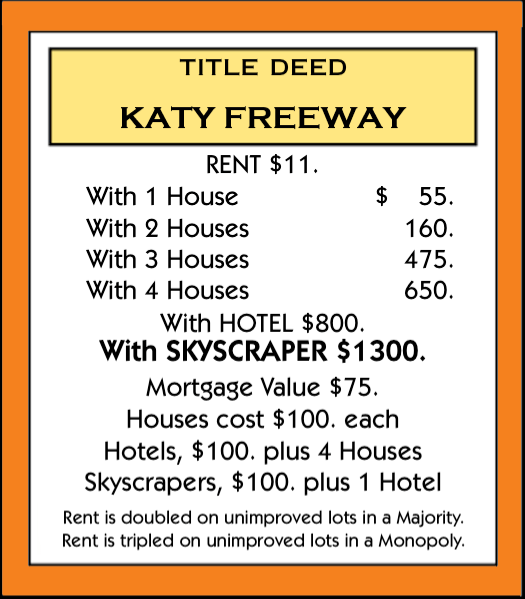 TITLE DEED
KATY FREEWAY
RENT $11.
With 1 House $ 55.
With 2 Houses 160.
With 3 Houses 475.
With 4 Houses 650.
With HOTEL $800.
With SKYSCRAPER $1300.
Mortgage Value $75.
Houses cost $100. each
Hotels, $100. plus 4 Houses
Skyscrapers, $100. plus 1 Hotel
Rent is doubled on unimproved lots in a Majority.
Rent is tripled on unimproved lots in a Monopoly.